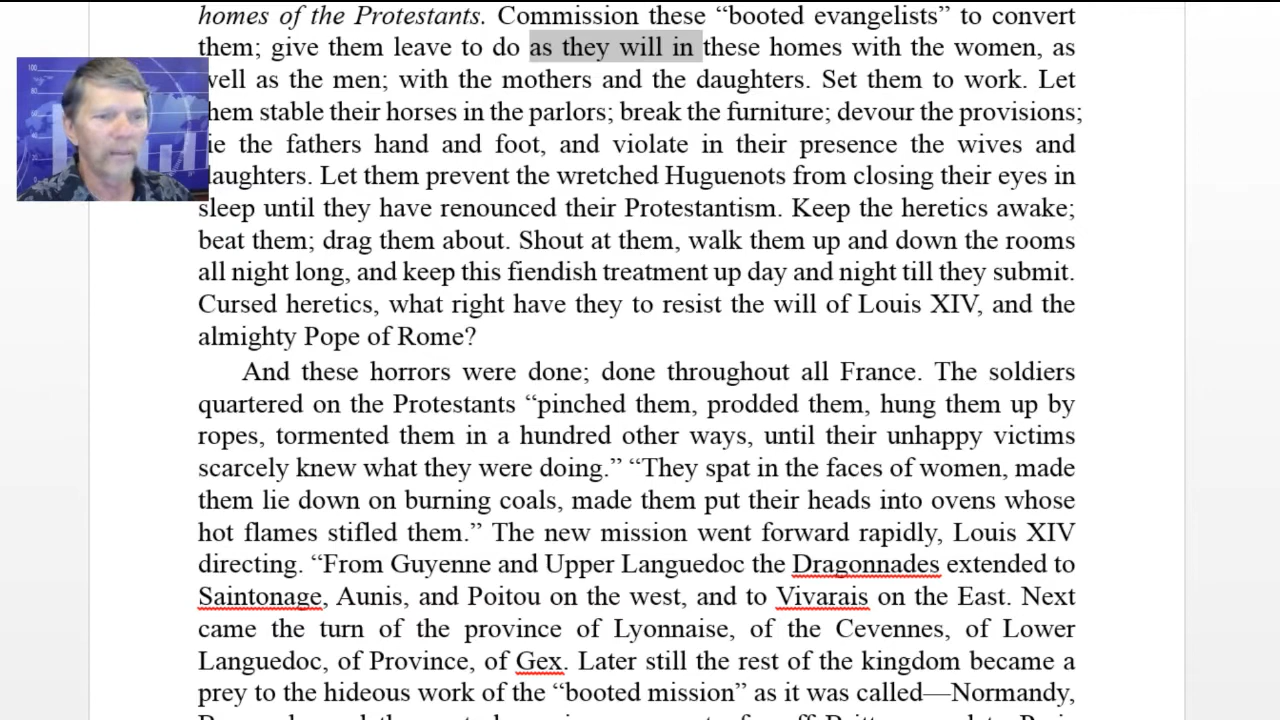 homes of the Protestants. Commission these “booted evangelists” to convert
them; give them leave to do as they will in these homes with the women, as
well as the men; with the mothers and the daughters. Set them to work. Let
hem stable their horses in the parlors; break the furniture; devour the provisions;
ie the fathers hand and foot, and violate in their presence the wives and
daughters. Let them prevent the wretched Huguenots from closing their eyes in
sleep until they have renounced their Protestantism. Keep the heretics awake;
beat them; drag them about. Shout at them, walk them up and down the rooms
all night long, and keep this fiendish treatment up day and night till they submit.
Cursed heretics, what right have they to resist the will of Louis XIV, and the
almighty Pope of Rome?
And these horrors were done; done throughout all France. The soldiers
quartered on the Protestants “pinched them, prodded them, hung them up by
ropes, tormented them in a hundred other ways, until their unhappy victims
scarcely knew what they were doing.” “They spat in the faces of women, made
them lie down on burning coals, made them put their heads into ovens whose
hot flames stifled them.” The new mission went forward rapidly, Louis XIV
directing. “From Guyenne and Upper Languedoc the Dragonnades extended to
Saintonage, Aunis, and Poitou on the west, and to Vivarais on the East. Next
came the turn of the province of Lyonnaise, of the Cevennes, of Lower
Languedoc, of Province, of Gex. Later still the rest of the kingdom became a
prey to the hideous work of the “booted mission” as it was called—Normandy,